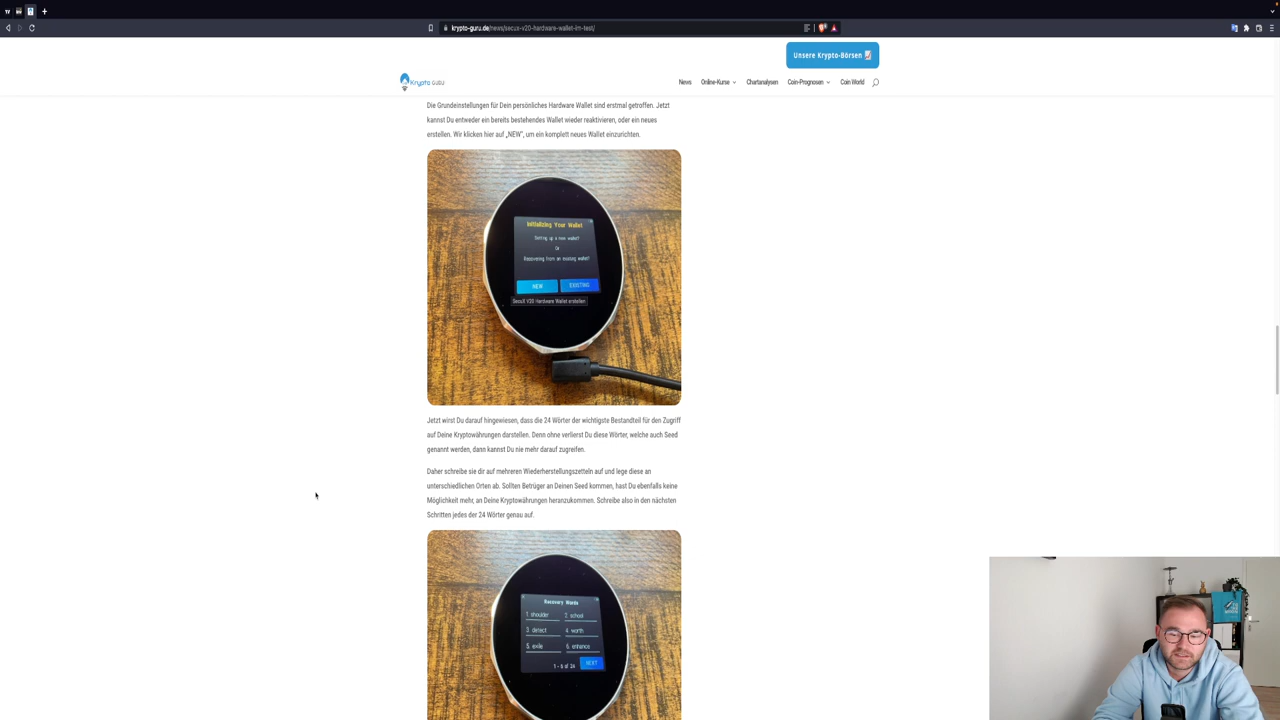 krypto-guru.de/news/secux-v20-hardware-wallet-im-test/
Unsere Krypto-Börsen
Krypto GURU
News
Online-Kurse
Chartanalysen
Coin-Prognosen
Coin World
Die Grundeinstellungen für Dein persönliches Hardware Wallet sind erstmal getroffen. Jetzt
kannst Du entweder ein bereits bestehendes Wallet wieder reaktivieren, oder ein neues
erstellen. Wir klicken hier auf „NEW“, um ein komplett neues Wallet einzurichten.
Initializing Your Wallet
Setting up a new wallet?
OR
Recovering from an existing wallet?
NEW
EXISTING
SecuX V20 Hardware Wallet erstellen
Jetzt wirst Du darauf hingewiesen, dass die 24 Wörter der wichtigste Bestandteil für den Zugriff
auf Deine Kryptowährungen darstellen. Denn ohne verlierst Du diese Wörter, welche auch Seed
genannt werden, dann kannst Du nie mehr darauf zugreifen.
Daher schreibe sie dir auf mehreren Wiederherstellungszetteln auf und lege diese an
unterschiedlichen Orten ab. Sollten Betrüger an Deinen Seed kommen, hast Du ebenfalls keine
Möglichkeit mehr, an Deine Kryptowährungen heranzukommen. Schreibe also in den nächsten
Schritten jedes der 24 Wörter genau auf.
Recovery Words
1. shoulder
2. school
3. detect
4. worth
5. exile
6. enhance
1 - 6 of 24
NEXT